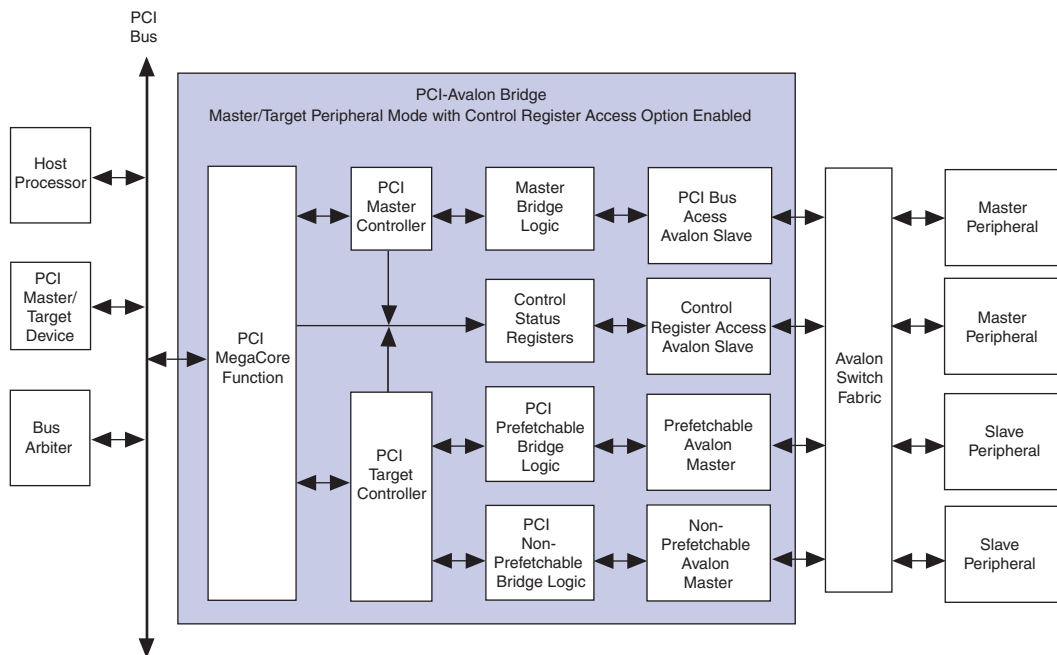 PCI
Bus
PCI-Avalon Bridge
Master/Target Peripheral Mode with Control Register Access Option Enabled
Host
Processor
PCI
Master/
Target
Device
Bus
Arbiter
PCI
MegaCore
Function
PCI
Master
Controller
PCI
Target
Controller
Master
Bridge
Logic
Control
Status
Registers
PCI
Prefetchable
Bridge
Logic
PCI
Non-
Prefetchable
Bridge Logic
PCI Bus
Acess
Avalon Slave
Control
Register Access
Avalon Slave
Prefetchable
Avalon
Master
Non-
Prefetchable
Avalon
Master
Avalon
Switch
Fabric
Master
Peripheral
Master
Peripheral
Slave
Peripheral
Slave
Peripheral